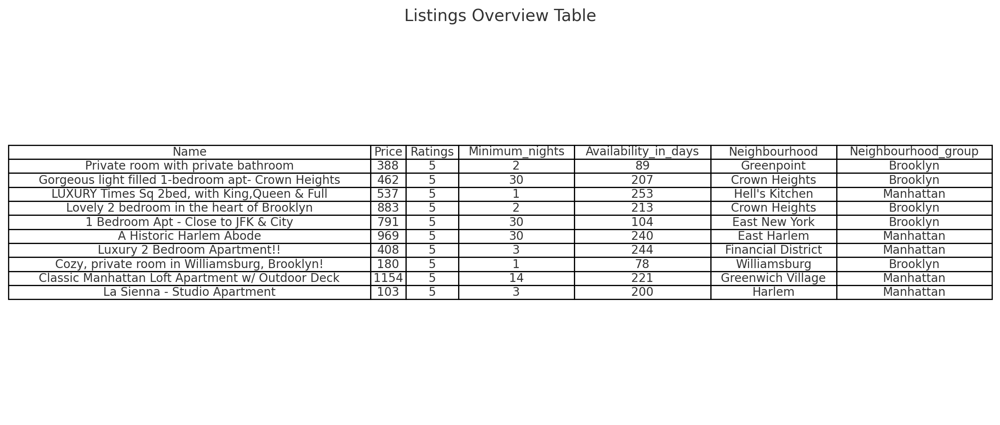 Listings Overview Table
Name Price Ratings Minimum_nights Availability_in_days Neighbourhood Neighbourhood_group
Private room with private bathroom 388 5 2 89 Greenpoint Brooklyn
Gorgeous light filled 1-bedroom apt- Crown Heights 462 5 30 207 Crown Heights Brooklyn
LUXURY Times Sq 2bed, with King,Queen & Full 537 5 1 253 Hell's Kitchen Manhattan
Lovely 2 bedroom in the heart of Brooklyn 883 5 2 213 Crown Heights Brooklyn
1 Bedroom Apt - Close to JFK & City 791 5 30 104 East New York Brooklyn
A Historic Harlem Abode 969 5 30 240 East Harlem Manhattan
Luxury 2 Bedroom Apartment!! 408 5 3 244 Financial District Manhattan
Cozy, private room in Williamsburg, Brooklyn! 180 5 1 78 Williamsburg Brooklyn
Classic Manhattan Loft Apartment w/ Outdoor Deck 1154 5 14 221 Greenwich Village Manhattan
La Sienna - Studio Apartment 103 5 3 200 Harlem Manhattan